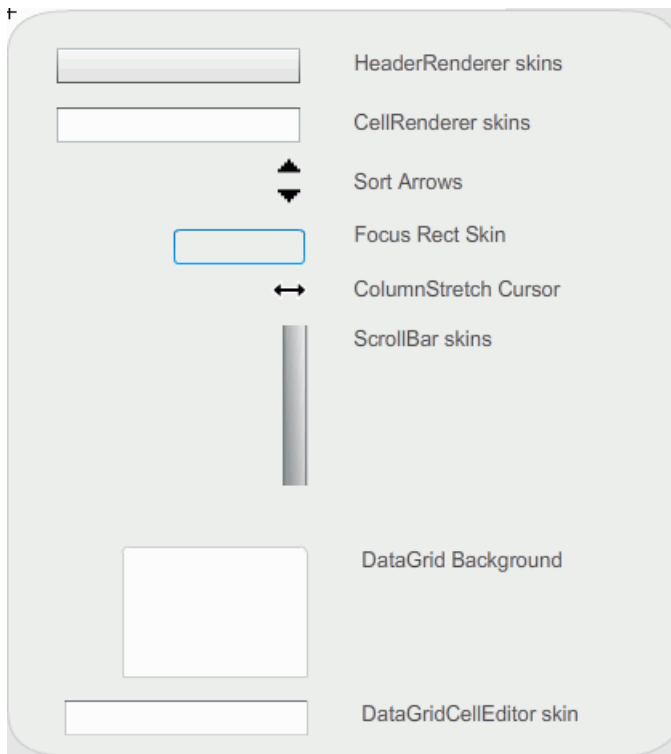 HeaderRenderer skins
CellRenderer skins
Sort Arrows
Focus Rect Skin
ColumnStretch Cursor
ScrollBar skins
DataGrid Background
DataGridCellEditor skin